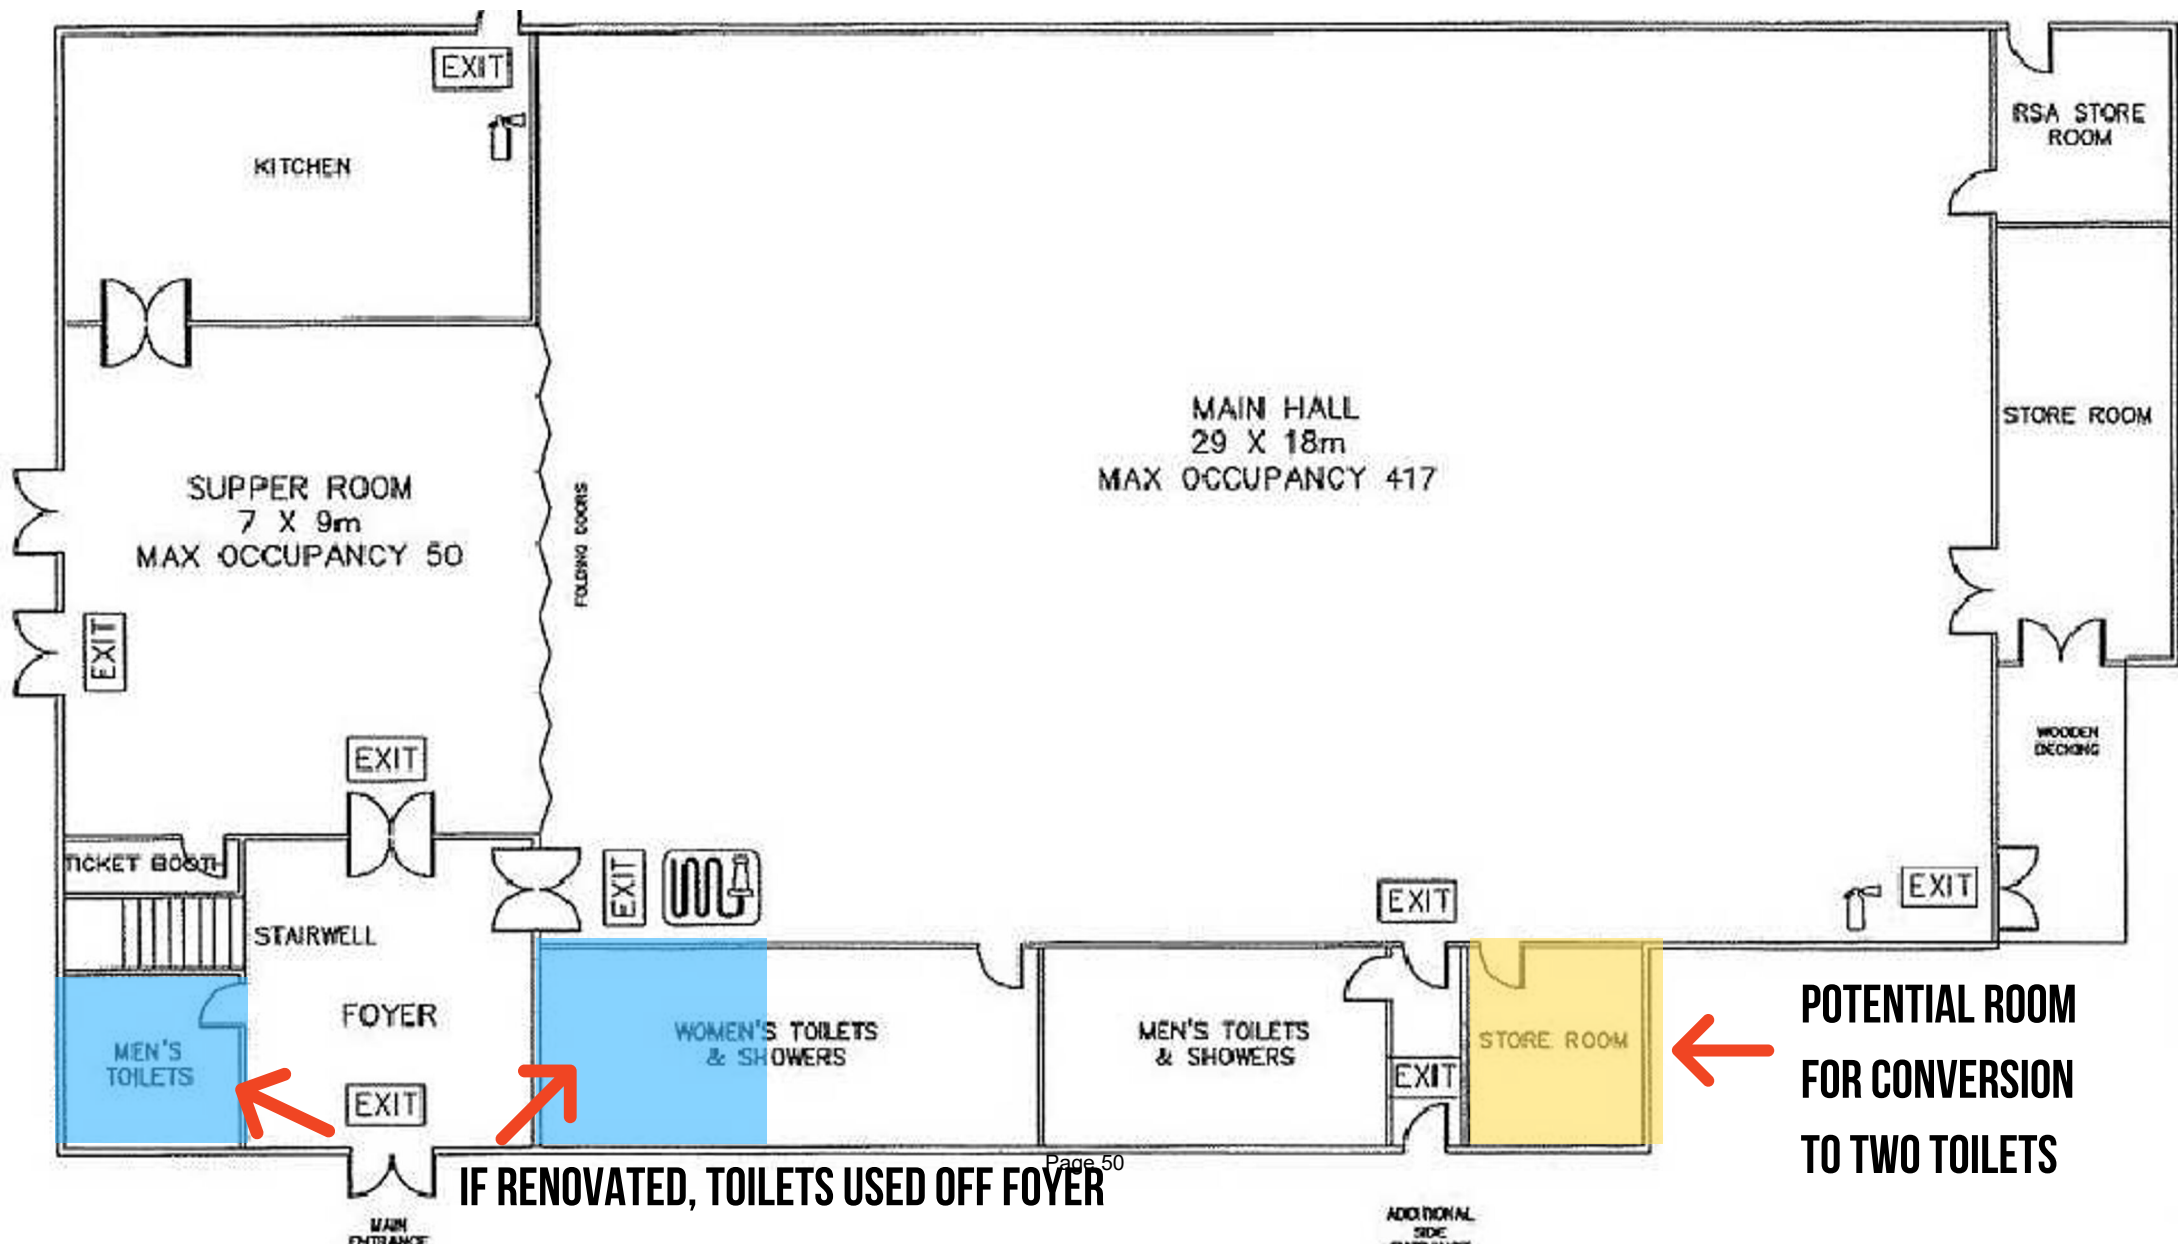 EXIT
KITCHEN
RSA STORE
ROOM
MAIN HALL
29 X 18m
MAX OCCUPANCY 417
STORE ROOM
SUPPER ROOM
7 X 9m
MAX OCCUPANCY 50
FOLDING DOORS
EXIT
EXIT
WOODEN
DECKING
TICKET BOOTH
EXIT
EXIT
EXIT
STAIRWELL
FOYER
MEN'S
TOILETS
WOMEN'S TOILETS
& SHOWERS
MEN'S TOILETS
& SHOWERS
STORE ROOM
EXIT
EXIT
POTENTIAL ROOM
FOR CONVERSION
TO TWO TOILETS
Page 50
IF RENOVATED, TOILETS USED OFF FOYER
MAIN
ENTRANCE
ADDITIONAL
SIDE